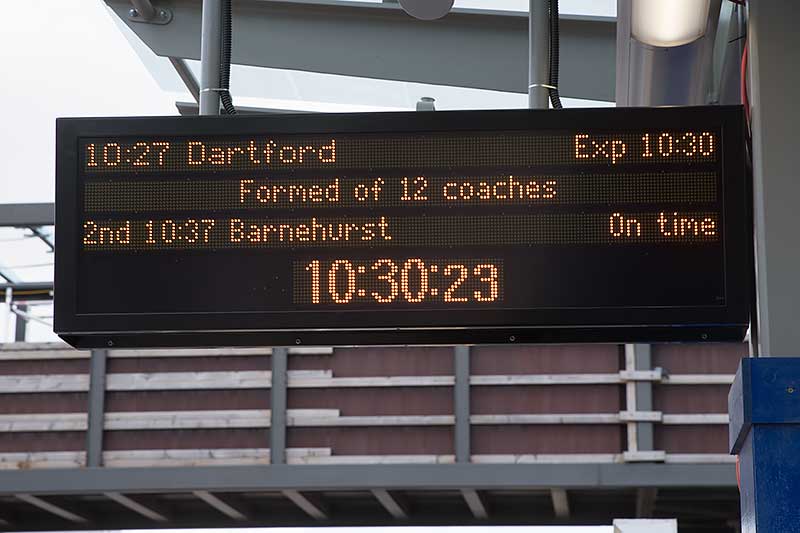 10:27 Dartford Exp 10:30
Formed of 12 coaches
2nd 10:37 Barnehurst On time
10:30:23